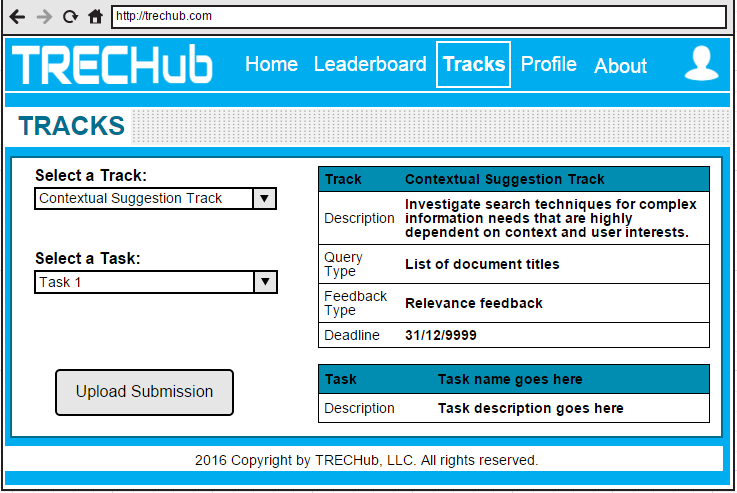 http://trechub.com
TRECHub
Home Leaderboard Tracks Profile About
TRACKS
Select a Track:
Contextual Suggestion Track
Select a Task:
Task 1
Upload Submission
Track Contextual Suggestion Track
Description Investigate search techniques for complex
information needs that are highly
dependent on context and user interests.
Query
Type List of document titles
Feedback
Type Relevance feedback
Deadline 31/12/9999
Task Task name goes here
Description Task description goes here
2016 Copyright by TRECHub, LLC. All rights reserved.